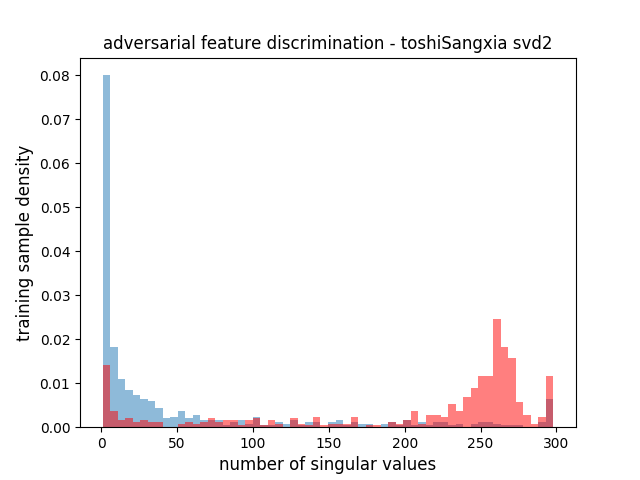 adversarial feature discrimination - toshiSangxia svd2
0.08
0.07
0.06
0.05
0.04
0.03
0.02
0.01
0.00
training sample density
0 50 100 150 200 250 300
number of singular values